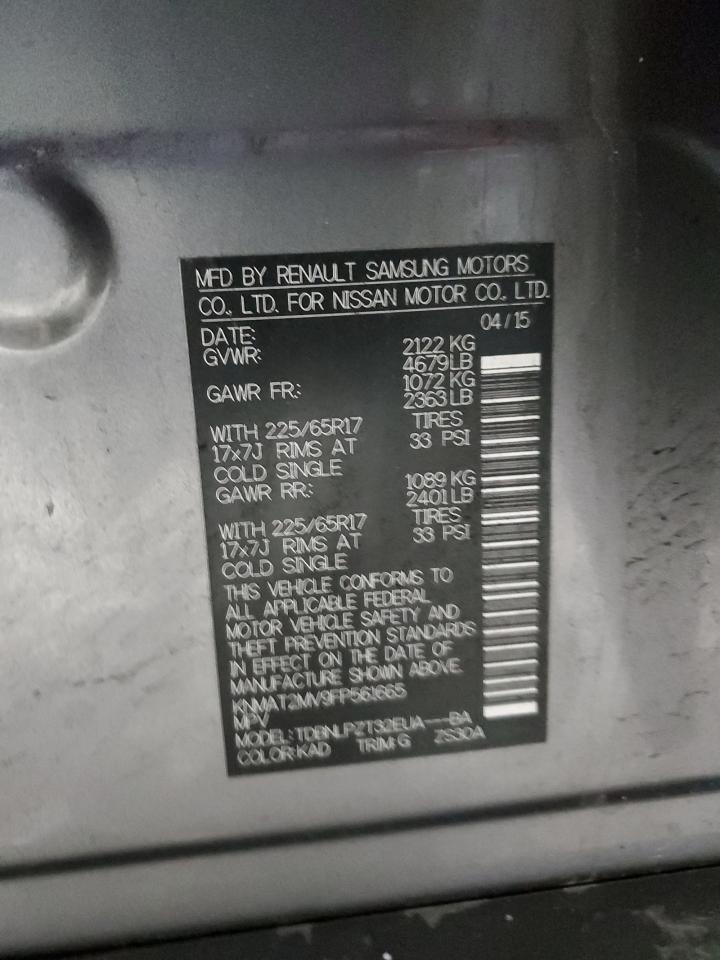 MFD BY RENAULT SAMSUNG MOTORS
CO., LTD. FOR NISSAN MOTOR CO., LTD.
DATE: 04/15
GVWR: 2122 KG
4679 LB
GAWR FR: 1072 KG
2363 LB
WITH 225/65R17 TIRES
17x7J RIMS AT 33 PSI
COLD SINGLE
GAWR RR: 1089 KG
2401 LB
WITH 225/65R17 TIRES
17x7J RIMS AT 33 PSI
COLD SINGLE
THIS VEHICLE CONFORMS TO
ALL APPLICABLE FEDERAL
MOTOR VEHICLE SAFETY AND
THEFT PREVENTION STANDARDS
IN EFFECT ON THE DATE OF
MANUFACTURE SHOWN ABOVE.
KNMAT2MV9FP561665
MPV
MODEL: TDBNLPZT32EUA---BA
COLOR: KAD TRIM: G ZS30A